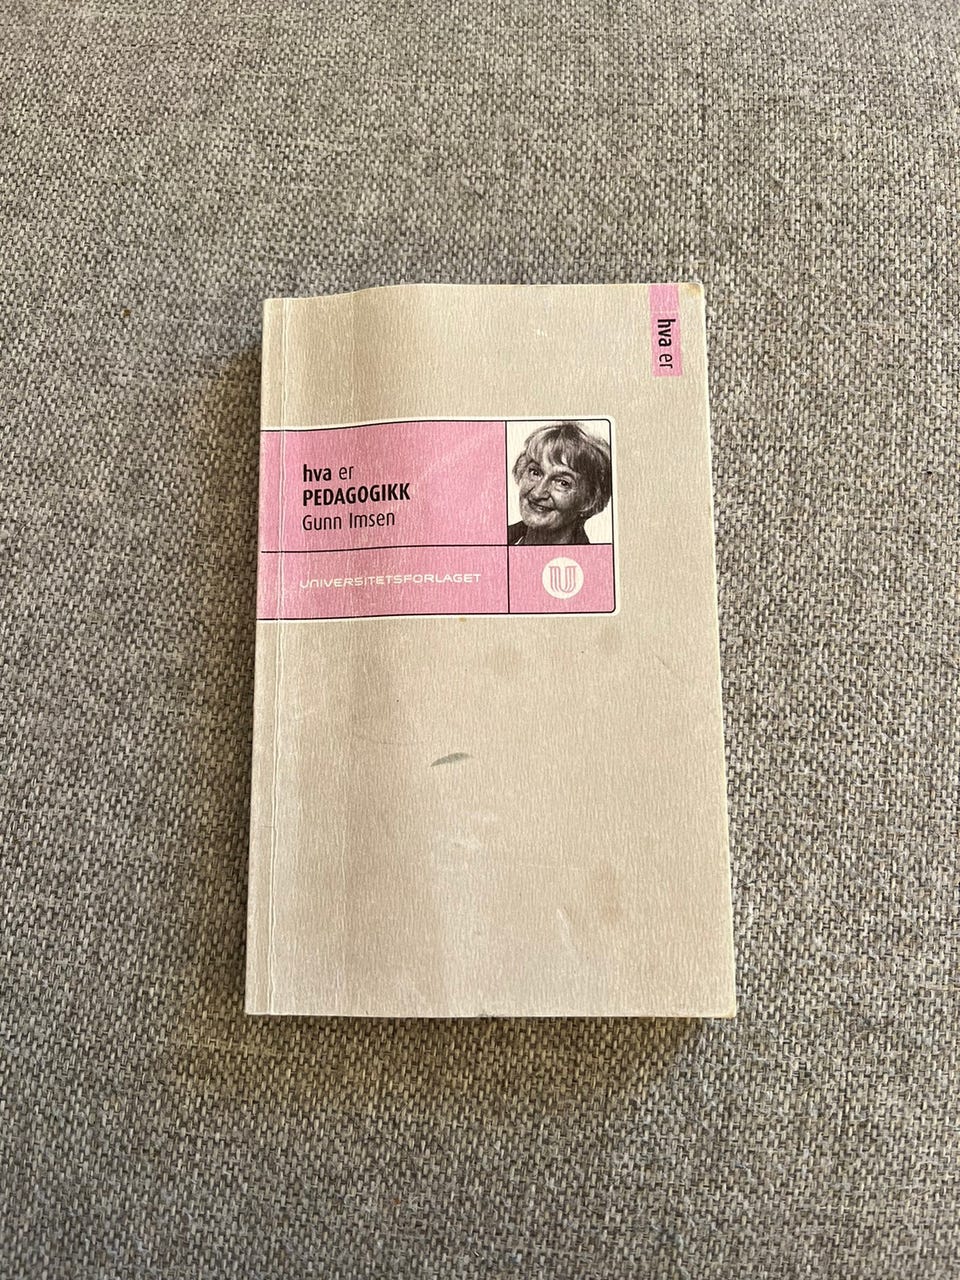 hva er
hva er
PEDAGOGIKK
Gunn Imsen
UNIVERSITETSFORLAGET
U